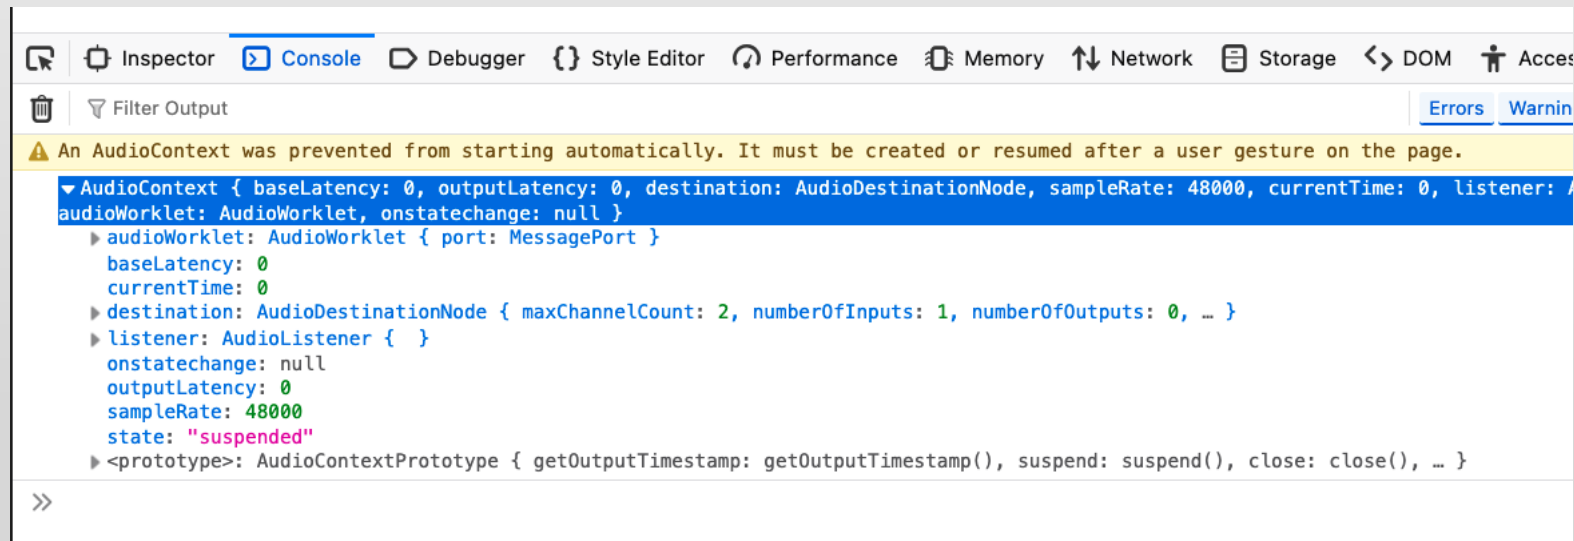 Inspector Console Debugger Style Editor Performance Memory Network Storage DOM
Filter Output Errors
An AudioContext was prevented from starting automatically. It must be created or resumed after a user gesture on the page.
AudioContext { baseLatency: 0, outputLatency: 0, destination: AudioDestinationNode, sampleRate: 48000, currentTime: 0, listener:
audioWorklet: AudioWorklet, onstatechange: null }
audioWorklet: AudioWorklet { port: MessagePort }
baseLatency: 0
currentTime: 0
destination: AudioDestinationNode { maxChannelCount: 2, numberOfInputs: 1, numberOfOutputs: 0, … }
listener: AudioListener { }
onstatechange: null
outputLatency: 0
sampleRate: 48000
state: "suspended"
<prototype>: AudioContextPrototype { getOutputTimestamp: getOutputTimestamp(), suspend: suspend(), close: close(), … }